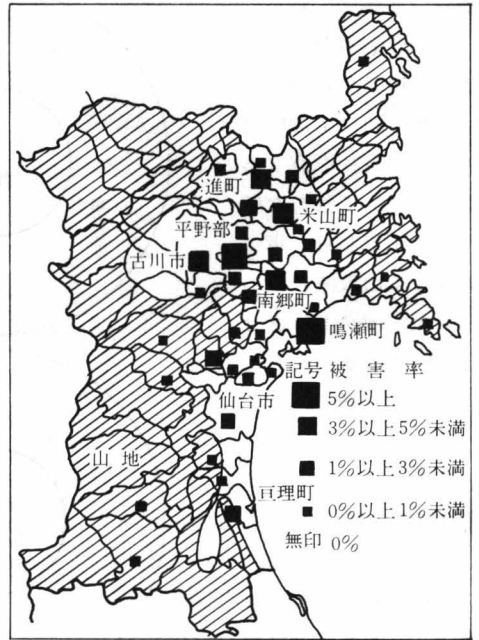 進町
米山町
平野部
古川市
南郷町
鳴瀬町
記号 被害率
仙台市
5%以上
3%以上5%未満
山地
1%以上3%未満
亘理町
0%以上1%未満
無印 0%